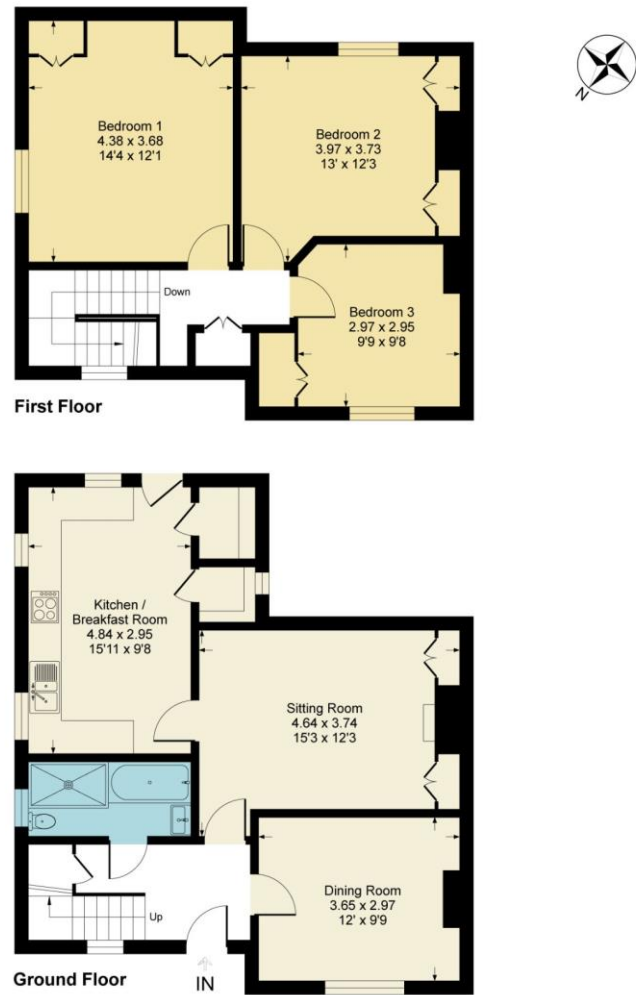 N
Bedroom 1
4.38 x 3.68
14'4 x 12'1
Bedroom 2
3.97 x 3.73
13' x 12'3
Down
Bedroom 3
2.97 x 2.95
9'9 x 9'8
First Floor
Kitchen /
Breakfast Room
4.84 x 2.95
15'11 x 9'8
Sitting Room
4.64 x 3.74
15'3 x 12'3
Dining Room
3.65 x 2.97
12' x 9'9
Up
Ground Floor
IN